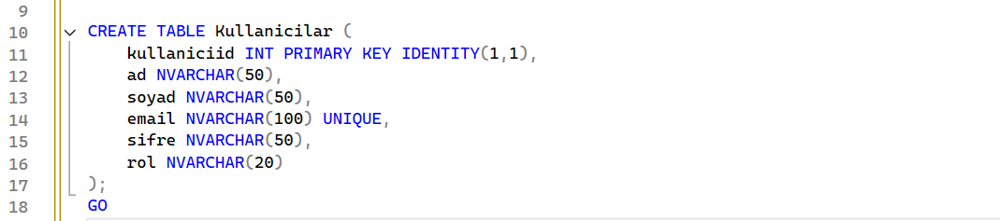 9
10 CREATE TABLE Kullanicilar (
11 kullaniciid INT PRIMARY KEY IDENTITY(1,1),
12 ad NVARCHAR(50),
13 soyad NVARCHAR(50),
14 email NVARCHAR(100) UNIQUE,
15 sifre NVARCHAR(50),
16 rol NVARCHAR(20)
17 );
18 GO